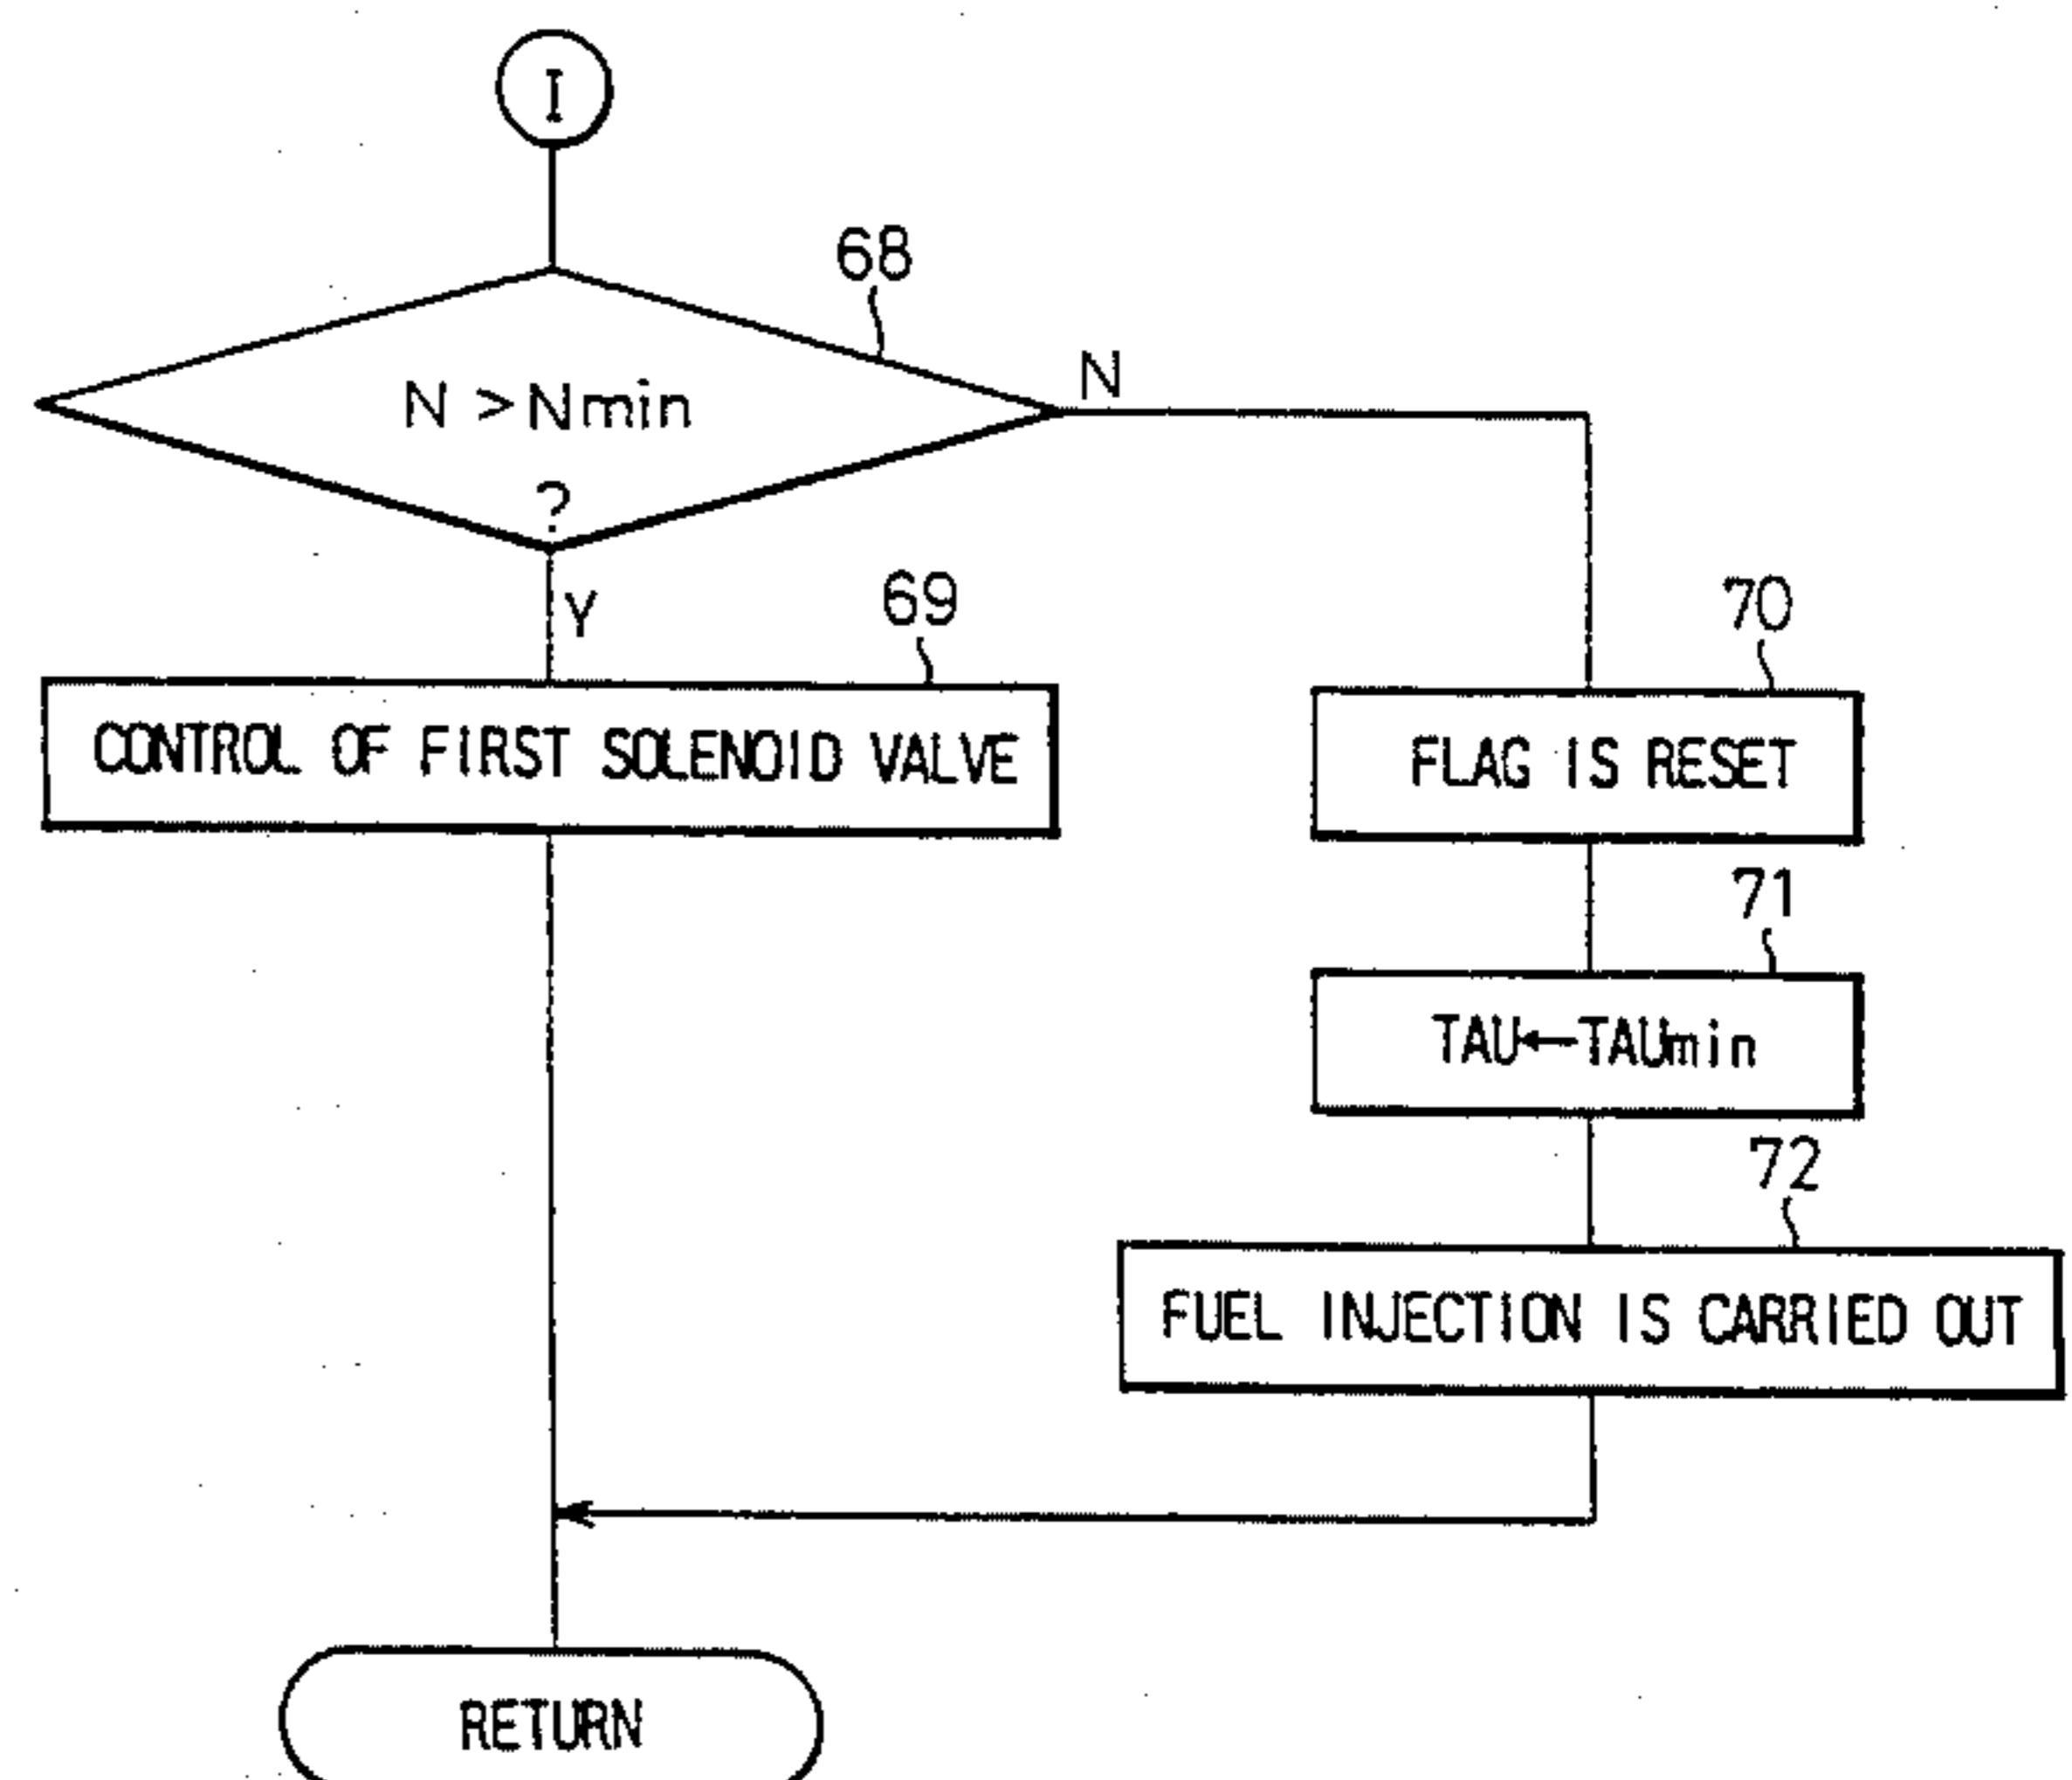 I
68
N > Nmin
?
N
Y
69
CONTROL OF FIRST SOLENOID VALVE
70
FLAG IS RESET
71
TAU←TAUmin
72
FUEL INJECTION IS CARRIED OUT
RETURN